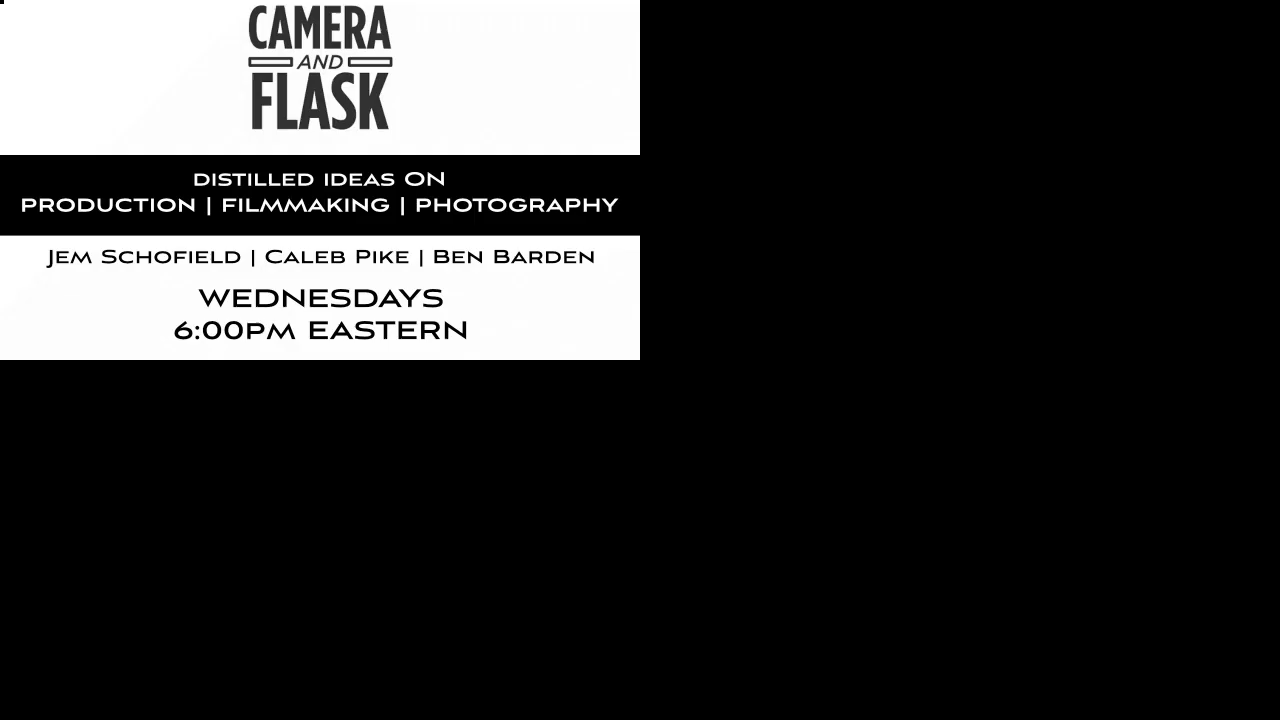 CAMERA
AND
FLASK
DISTILLED IDEAS ON
PRODUCTION | FILMMAKING | PHOTOGRAPHY
JEM SCHOFIELD | CALEB PIKE | BEN BARDEN
WEDNESDAYS
6:00PM EASTERN